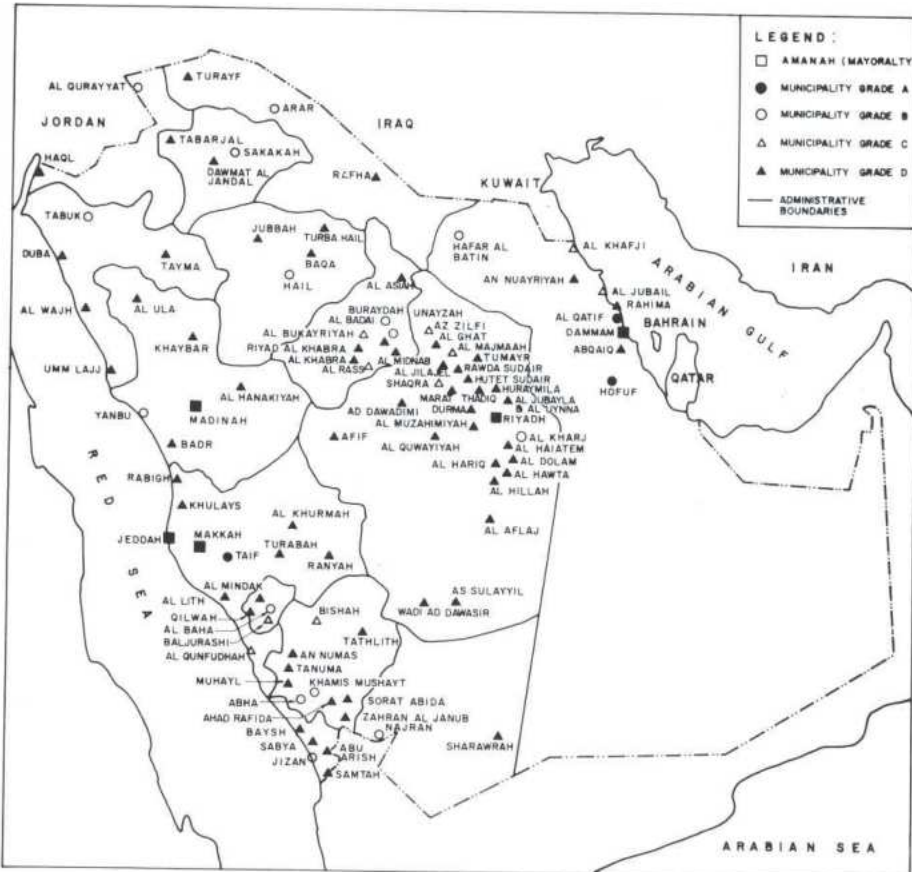 LEGEND:
AMANAH (MAYORALTY
MUNICIPALITY GRADE A
MUNICIPALITY GRADE B
MUNICIPALITY GRADE C
MUNICIPALITY GRADE D
ADMINISTRATIVE
BOUNDARIES
TURAYF
AL QURAYYAT
ARAR
JORDAN
IRAQ
TABARJAL
SAKAKAH
DAWMAT AL
JANDAL
HAQL
RAFHA
KUWAIT
TABUK
JUBBAH
TURBA HAIL
HAFAR AL
BATIN
AL KHAFJI
DUBA
TAYMA
BAQA
HAIL
AL ASIAH
AN NUAYRIYAH
ARABIAN GULF
IRAN
AL WAJH
AL ULA
AL JUBAIL
RAHIMA
BURAYDAH
UNAYZAH
AL BADAI
AZ ZILFI
AL QATIF
DAMMAM
BAHRAIN
AL BUKAYRIYAH
AL GHAT
KHAYBAR
RIYAD AL KHABRA
AL MAJMAAH
ABQAIQ
AL KHABRA
AL MIDNAB
TUMAYR
AL RASS
AL JILAJEL
RAWDA SUDAIR
UMM LAJJ
SHAQRA
HUTET SUDAIR
HOFUF
QATAR
AL HANAKIYAH
MARAT
THADIQ
HURAYMILA
AL JUBAYLA
& AL UYNNA
YANBU
MADINAH
AD DAWADIMI
DURMA
RIYADH
AL MUZAHIMIYAH
BADR
AFIF
AL QUWAYIYAH
AL KHARJ
AL HAIATEM
AL HARIQ
AL DOLAM
AL HAWTA
AL HILLAH
RED SEA
RABIGH
KHULAYS
AL KHURMAH
AL AFLAJ
JEDDAH
MAKKAH
TAIF
TURABAH
RANYAH
AL MINDAK
AL LITH
AS SULAYYIL
WADI AD DAWASIR
QILWAH
BISHAH
AL BAHA
BALJURASHI
TATHLITH
AL QUNFUDHAH
AN NUMAS
TANUMA
MUHAYL
KHAMIS MUSHAYT
ABHA
SORAT ABIDA
AHAD RAFIDA
ZAHRAN AL JANUB
BAYSH
NAJRAN
SABYA
ABU
ARISH
SHARAWRAH
JIZAN
SAMTAH
ARABIAN SEA